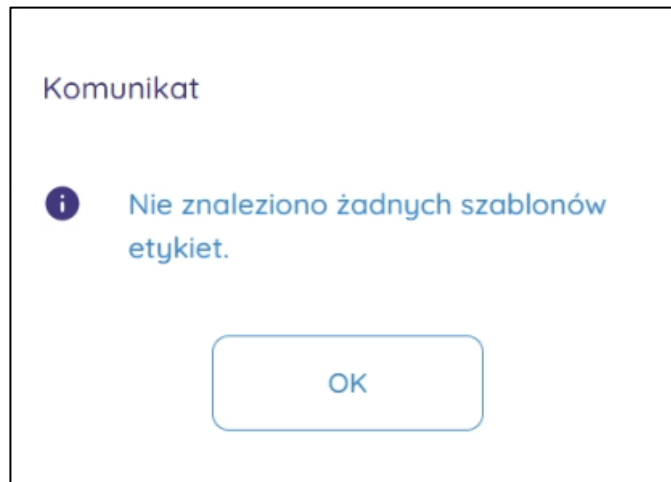 Komunikat
Nie znaleziono żadnych szablonów
etykiet.
OK